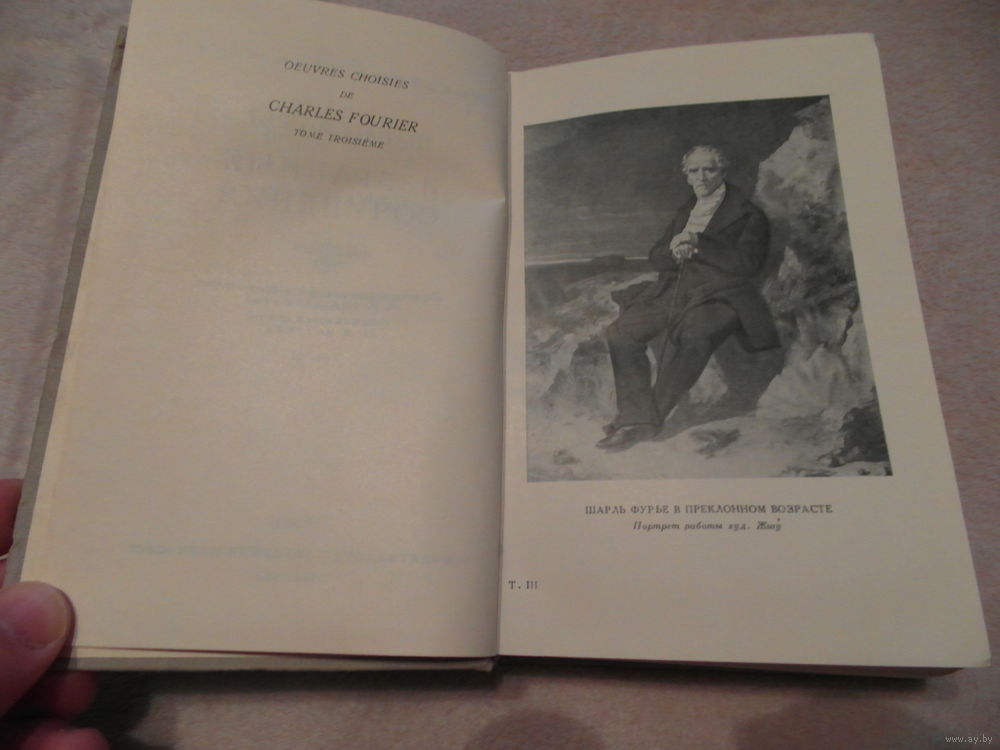 OEUVRES CHOISIES
DE
CHARLES FOURIER
TOME TROISIÈME
ШАРЛЬ ФУРЬЕ В ПРЕКЛОННОМ ВОЗРАСТЕ
Портрет работы худ. Жигу
Т. III
www.ay.by